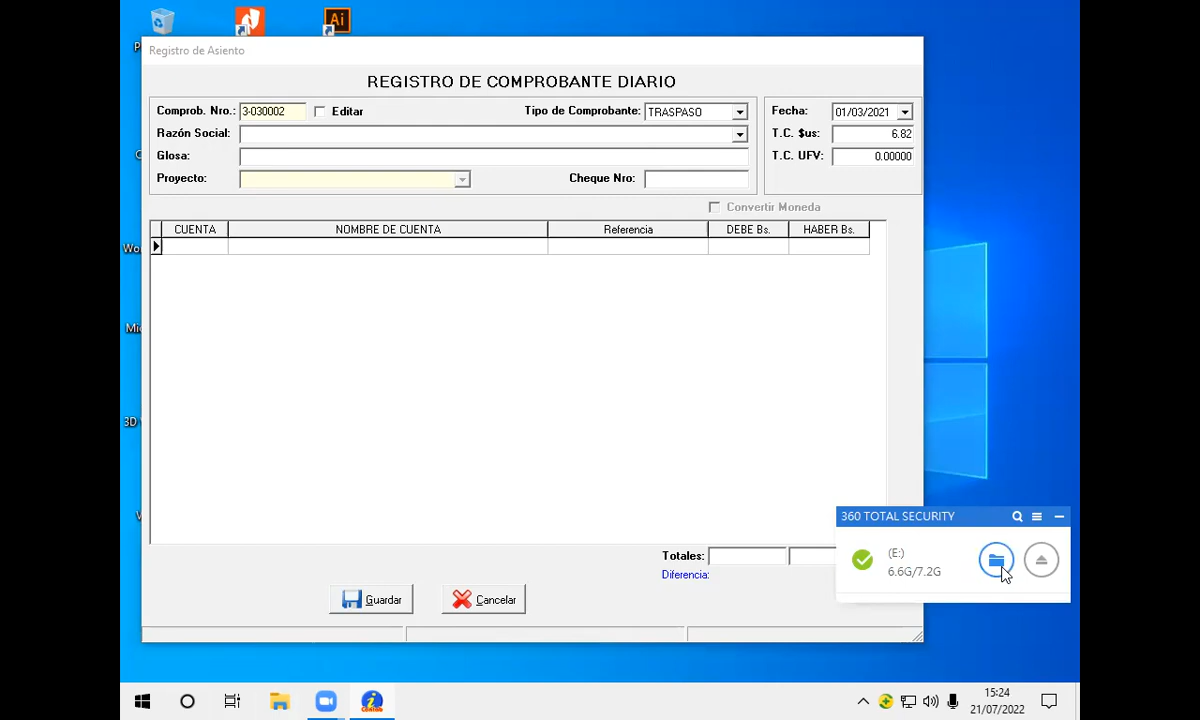 Ai
Registro de Asiento
REGISTRO DE COMPROBANTE DIARIO
Comprob. Nro.: 3-030002 Editar Tipo de Comprobante: TRASPASO Fecha: 01/03/2021
Razón Social: T.C. $us: 6.82
Glosa: T.C. UFV: 0.00000
Proyecto: Cheque Nro:
Convertir Moneda
CUENTA NOMBRE DE CUENTA Referencia DEBE Bs. HABER Bs.
360 TOTAL SECURITY
(E:)
6.6G/7.2G
Totales:
Diferencia:
Guardar Cancelar
15:24
21/07/2022